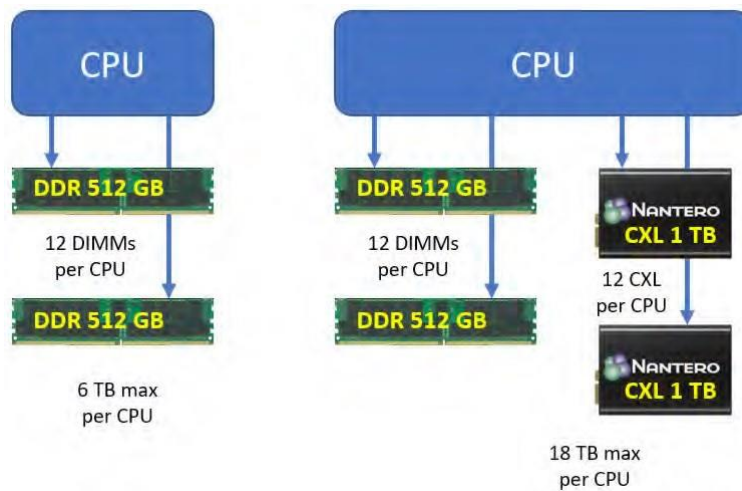 CPU
DDR 512 GB
12 DIMMs
per CPU
DDR 512 GB
6 TB max
per CPU
CPU
DDR 512 GB
12 DIMMs
per CPU
DDR 512 GB
NANTERO
CXL 1 TB
12 CXL
per CPU
NANTERO
CXL 1 TB
18 TB max
per CPU